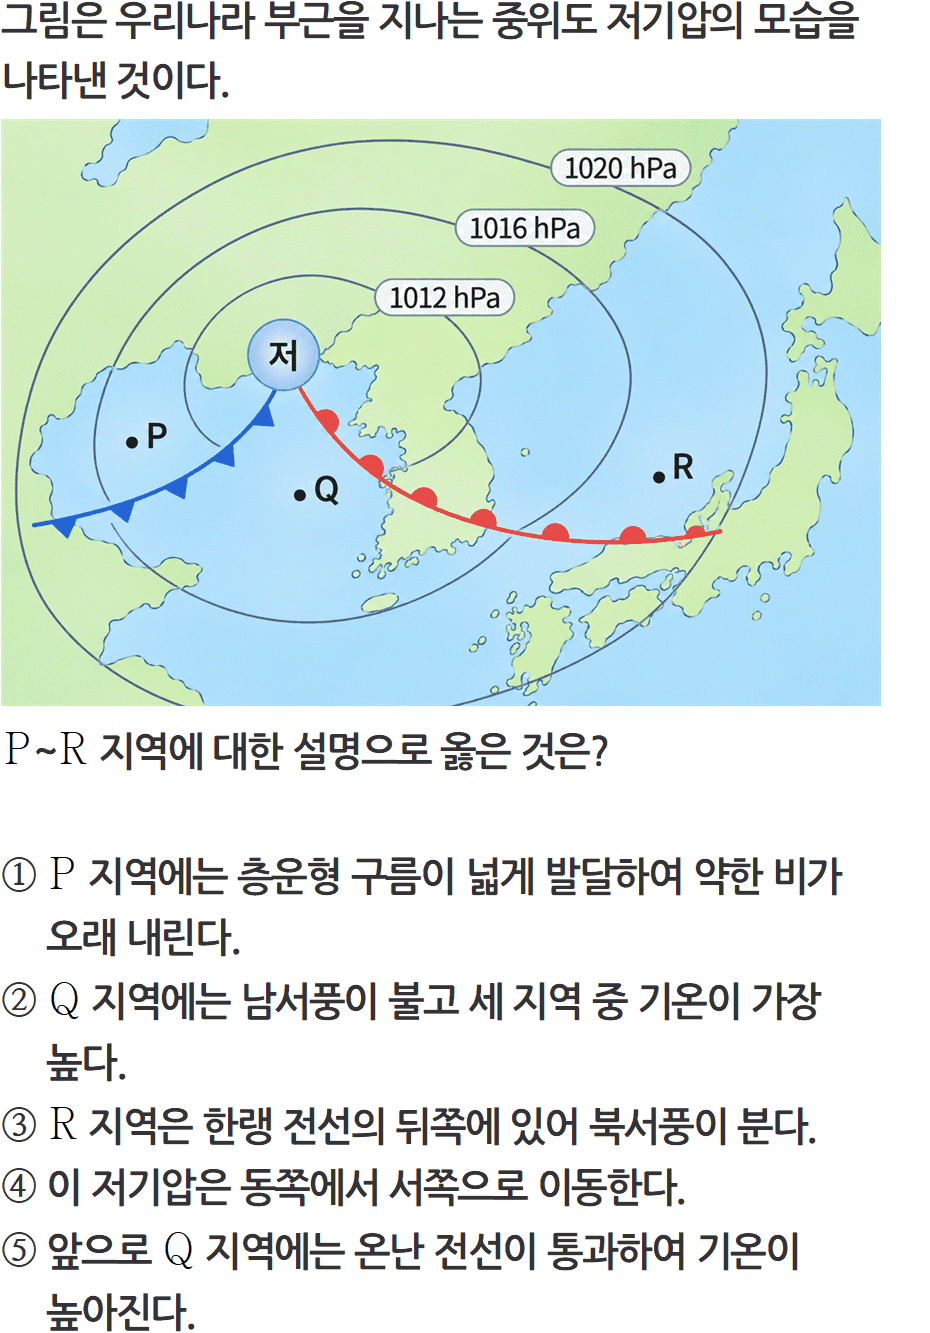 그림은 우리나라 부근을 지나는 중위도 저기압의 모습을
나타낸 것이다.
1020 hPa
1016 hPa
1012 hPa
저
P
Q
R
P~R 지역에 대한 설명으로 옳은 것은?
① P 지역에는 층운형 구름이 넓게 발달하여 약한 비가
오래 내린다.
② Q 지역에는 남서풍이 불고 세 지역 중 기온이 가장
높다.
③ R 지역은 한랭 전선의 뒤쪽에 있어 북서풍이 분다.
④ 이 저기압은 동쪽에서 서쪽으로 이동한다.
⑤ 앞으로 Q 지역에는 온난 전선이 통과하여 기온이
높아진다.